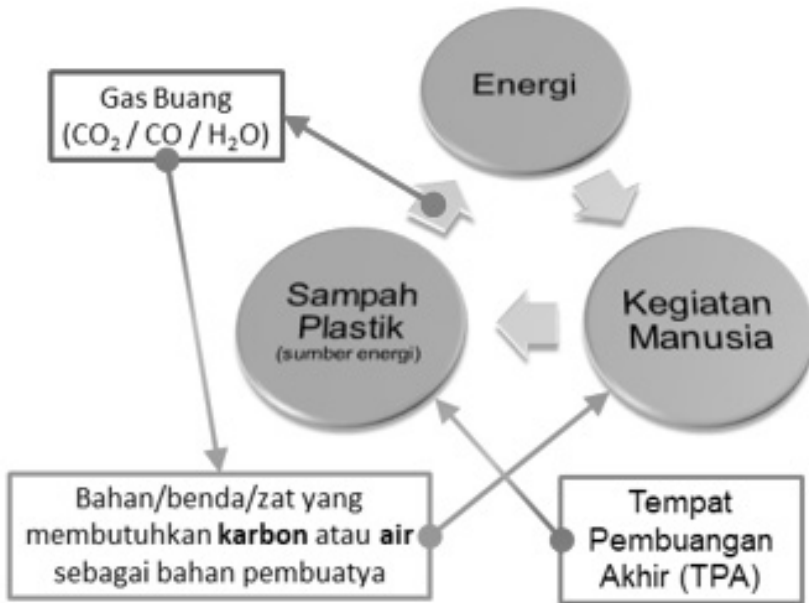 Energi
Gas Buang
(CO₂ / CO / H₂O)
Sampah
Plastik
(sumber energi)
Kegiatan
Manusia
Bahan/benda/zat yang
membutuhkan karbon atau air
sebagai bahan pembuatya
Tempat
Pembuangan
Akhir (TPA)